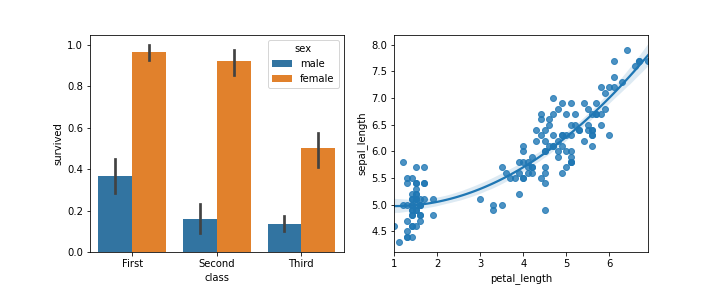 survived
1.0
0.8
0.6
0.4
0.2
0.0
sex
male
female
First Second Third
class
sepal_length
8.0
7.5
7.0
6.5
6.0
5.5
5.0
4.5
1 2 3 4 5 6
petal_length